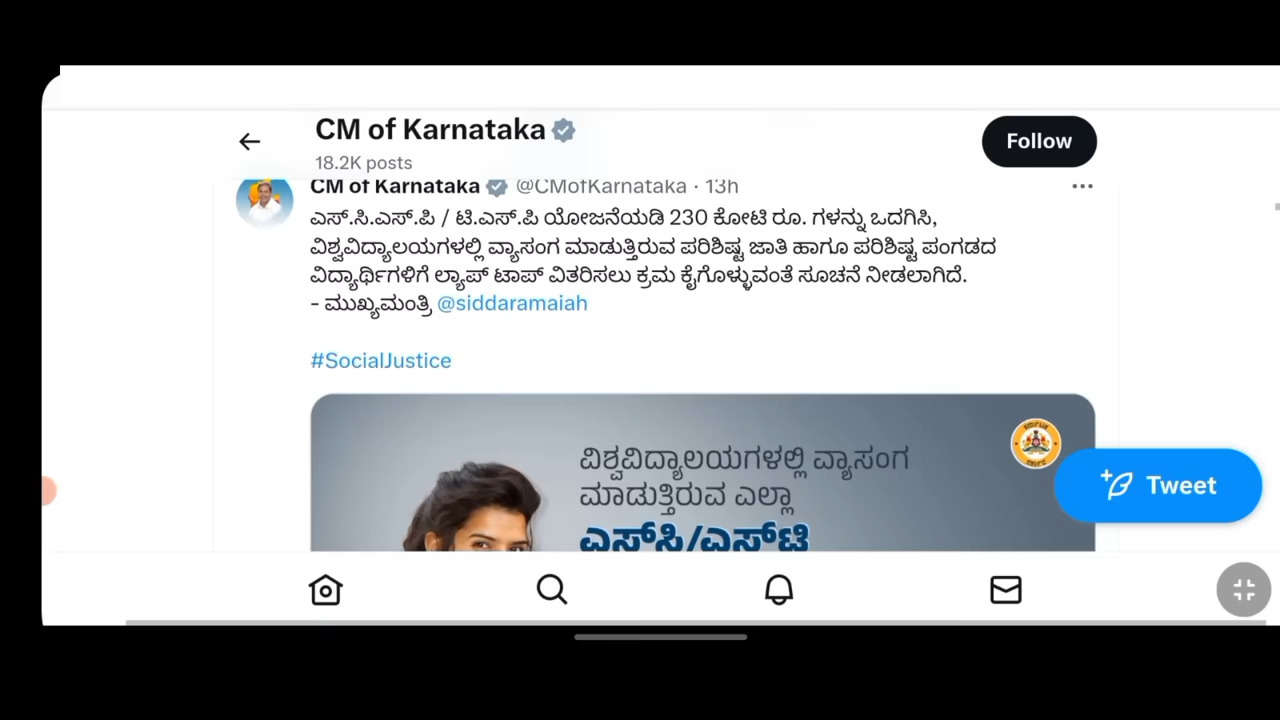 CM of Karnataka
18.2K posts
Follow
CM of Karnataka @CMofKarnataka · 13h
ಎಸ್.ಸಿ.ಎಸ್.ಪಿ / ಟಿ.ಎಸ್.ಪಿ ಯೋಜನೆಯಡಿ 230 ಕೋಟಿ ರೂ. ಗಳನ್ನು ಒದಗಿಸಿ,
ವಿಶ್ವವಿದ್ಯಾಲಯಗಳಲ್ಲಿ ವ್ಯಾಸಂಗ ಮಾಡುತ್ತಿರುವ ಪರಿಶಿಷ್ಟ ಜಾತಿ ಹಾಗೂ ಪರಿಶಿಷ್ಟ ಪಂಗಡದ
ವಿದ್ಯಾರ್ಥಿಗಳಿಗೆ ಲ್ಯಾಪ್ ಟಾಪ್ ವಿತರಿಸಲು ಕ್ರಮ ಕೈಗೊಳ್ಳುವಂತೆ ಸೂಚನೆ ನೀಡಲಾಗಿದೆ.
- ಮುಖ್ಯಮಂತ್ರಿ @siddaramaiah
#SocialJustice
ವಿಶ್ವವಿದ್ಯಾಲಯಗಳಲ್ಲಿ ವ್ಯಾಸಂಗ
ಮಾಡುತ್ತಿರುವ ಎಲ್ಲಾ
ಎಸ್‌ಸಿ/ಎಸ್‌ಟಿ
Tweet